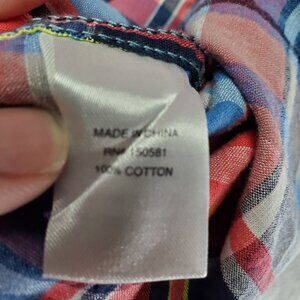 MADE IN CHINA
RN# 150581
100% COTTON